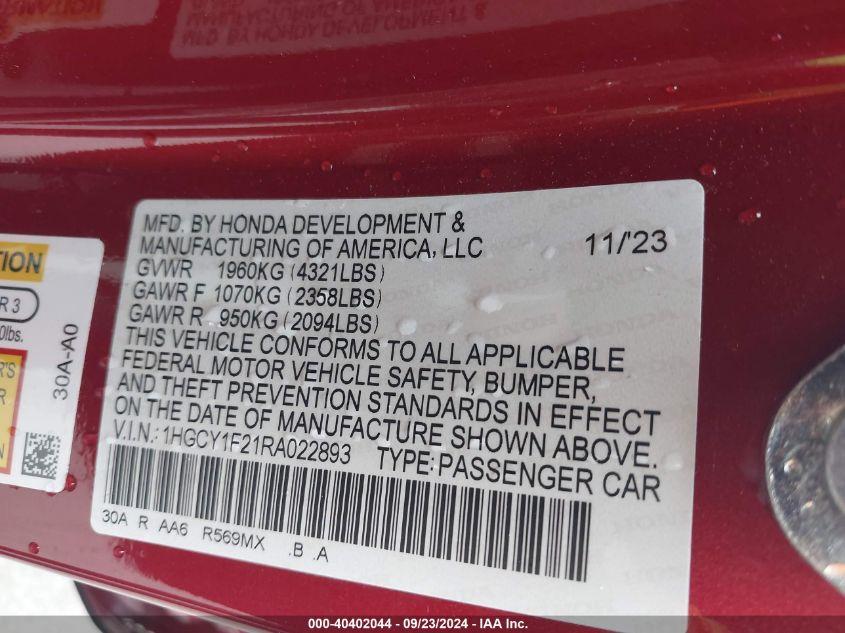 MFD. BY HONDA DEVELOPMENT &
MANUFACTURING OF AMERICA, LLC 11/'23
GVWR 1960KG (4321LBS)
GAWR F 1070KG (2358LBS)
GAWR R 950KG (2094LBS)
THIS VEHICLE CONFORMS TO ALL APPLICABLE
FEDERAL MOTOR VEHICLE SAFETY, BUMPER,
AND THEFT PREVENTION STANDARDS IN EFFECT
ON THE DATE OF MANUFACTURE SHOWN ABOVE.
V.I.N.: 1HGCY1F21RA022893 TYPE: PASSENGER CAR
30A R AA6 R569MX .B .A
30A-A0
000-40402044 - 09/23/2024 - IAA Inc.